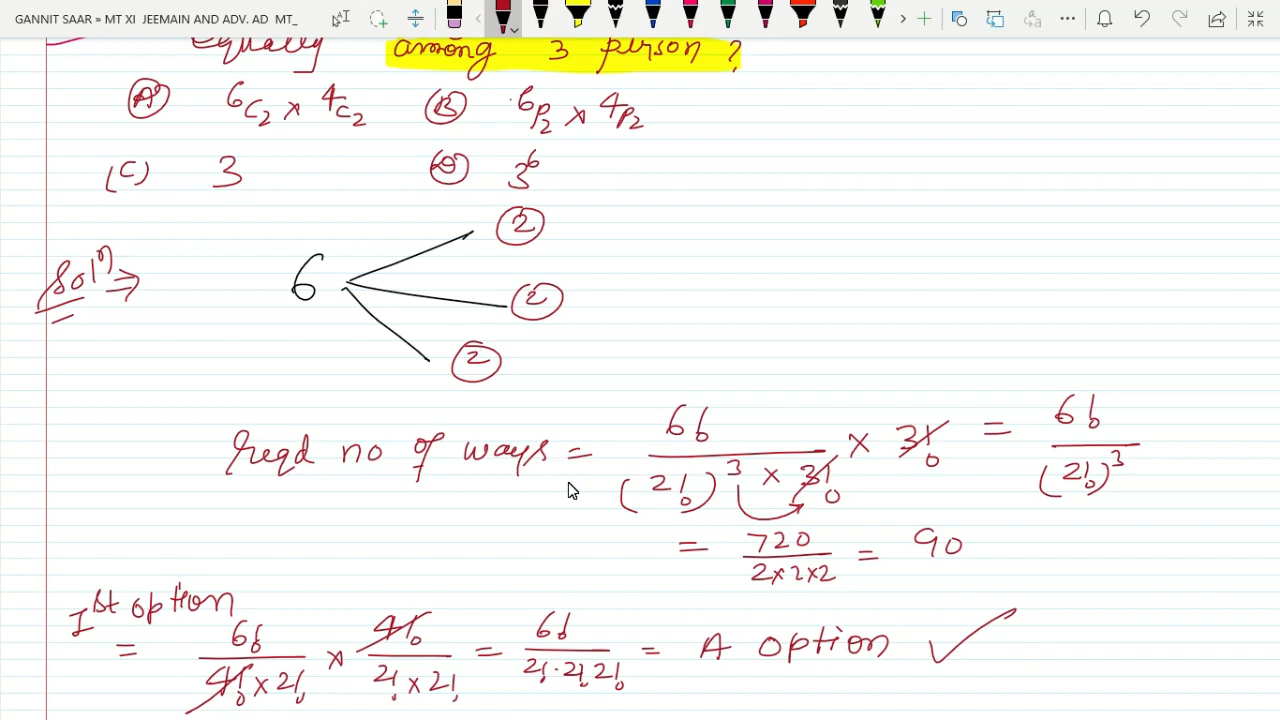 GANNIT SAAR » MT XI JEEMAIN AND ADV. AD MT_
Equally among 3 person ?
(A) 6C2 × 4C2 (B) 6P2 × 4P2
(C) 3 (D) 3^6
Sol^n ⇒ 6
2
2
2
reqd no of ways = 6! / ((2!)^3 × 3!) × 3! = 6! / (2!)^3
= 720 / (2×2×2) = 90
Ist option
= 6! / (4! × 2!) × 4! / (2! × 2!) = 6! / (2! · 2! 2!) = A option ✓